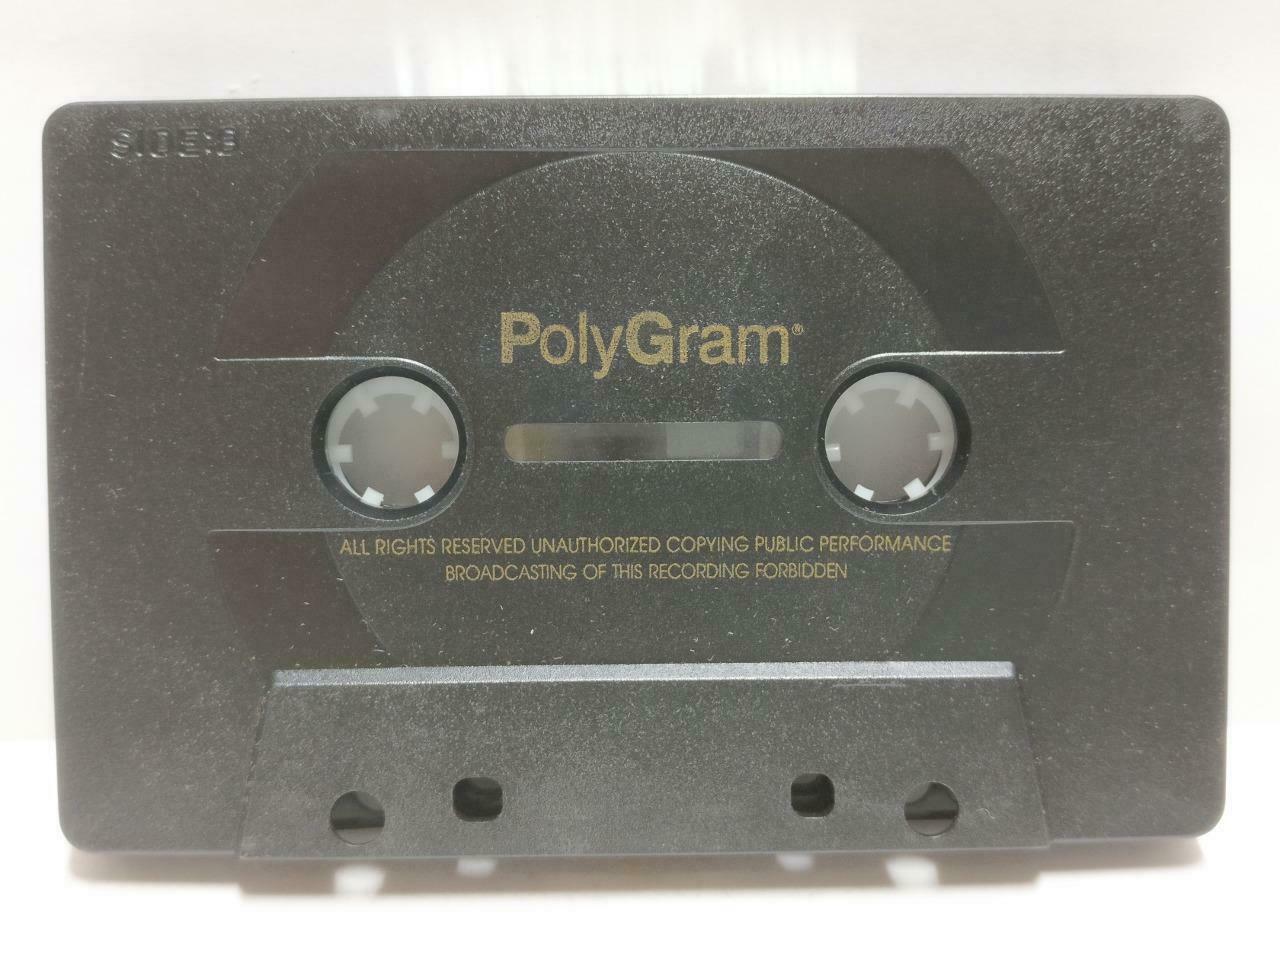 SIDE:B
PolyGram®
ALL RIGHTS RESERVED UNAUTHORIZED COPYING PUBLIC PERFORMANCE
BROADCASTING OF THIS RECORDING FORBIDDEN